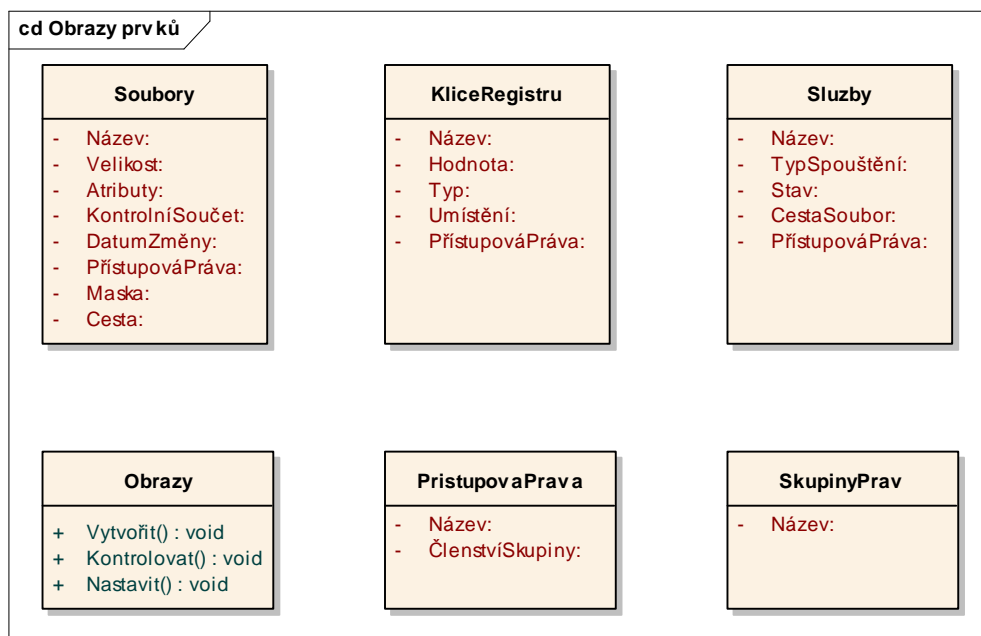 cd Obrazy prvků
Soubory
- Název:
- Velikost:
- Atributy:
- KontrolníSoučet:
- DatumZměny:
- PřístupováPráva:
- Maska:
- Cesta:
KliceRegistru
- Název:
- Hodnota:
- Typ:
- Umístění:
- PřístupováPráva:
Sluzby
- Název:
- TypSpouštění:
- Stav:
- CestaSoubor:
- PřístupováPráva:
Obrazy
+ Vytvořit() : void
+ Kontrolovat() : void
+ Nastavit() : void
PristupovaPrava
- Název:
- ČlenstvíSkupiny:
SkupinyPrav
- Název: